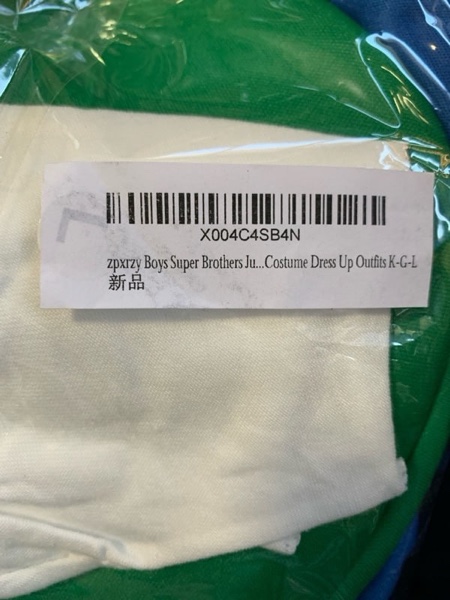 X004C4SB4N
zpxrzy Boys Super Brothers Ju...Costume Dress Up Outfits K-G-L
新品